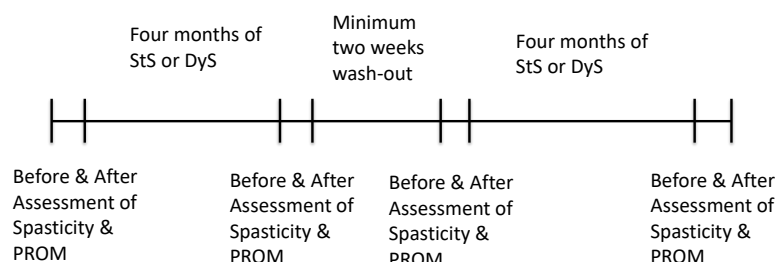 Four months of
StS or DyS
Minimum
two weeks
wash-out
Four months of
StS or DyS
Before & After
Assessment of
Spasticity &
PROM
Before & After
Assessment of
Spasticity &
PROM
Before & After
Assessment of
Spasticity &
PROM
Before & After
Assessment of
Spasticity &
PROM